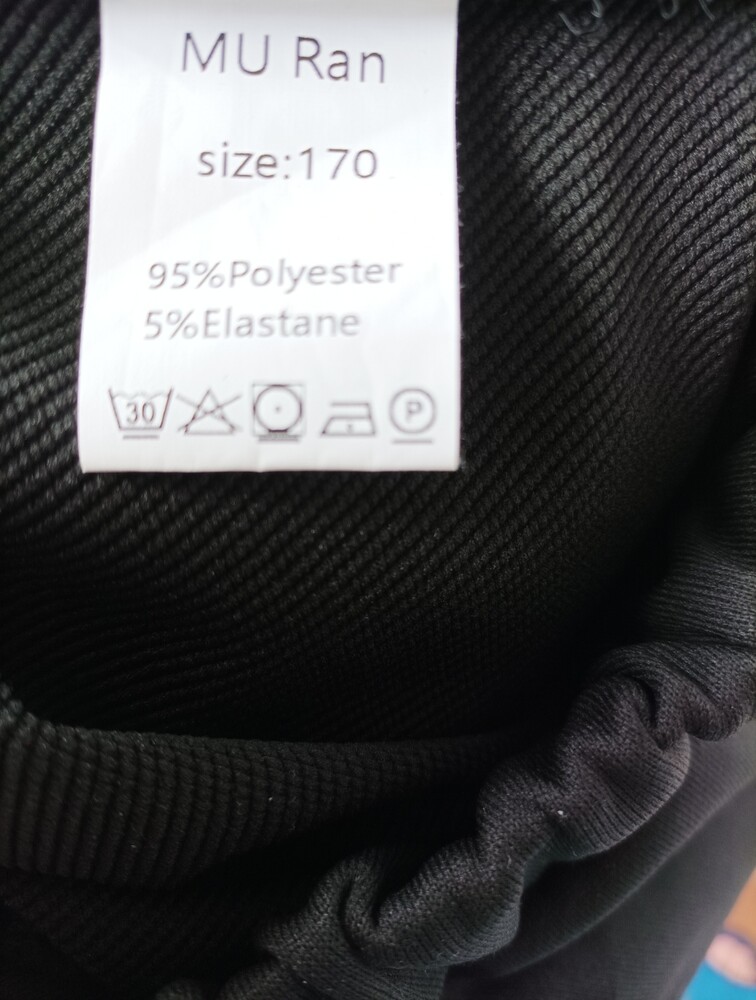 MU Ran
size:170
95%Polyester
5%Elastane
30 P